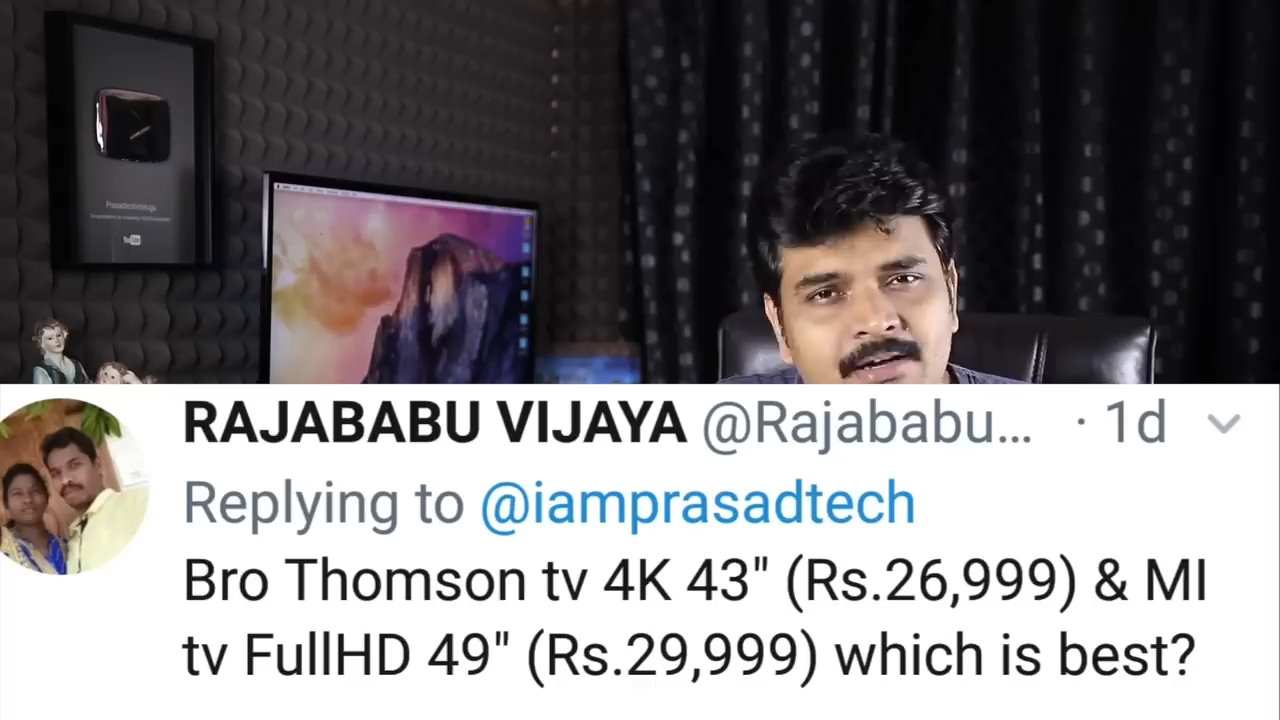 Prasadtechintelugu
RAJABABU VIJAYA @Rajababu... · 1d
Replying to @iamprasadtech
Bro Thomson tv 4K 43" (Rs.26,999) & MI
tv FullHD 49" (Rs.29,999) which is best?